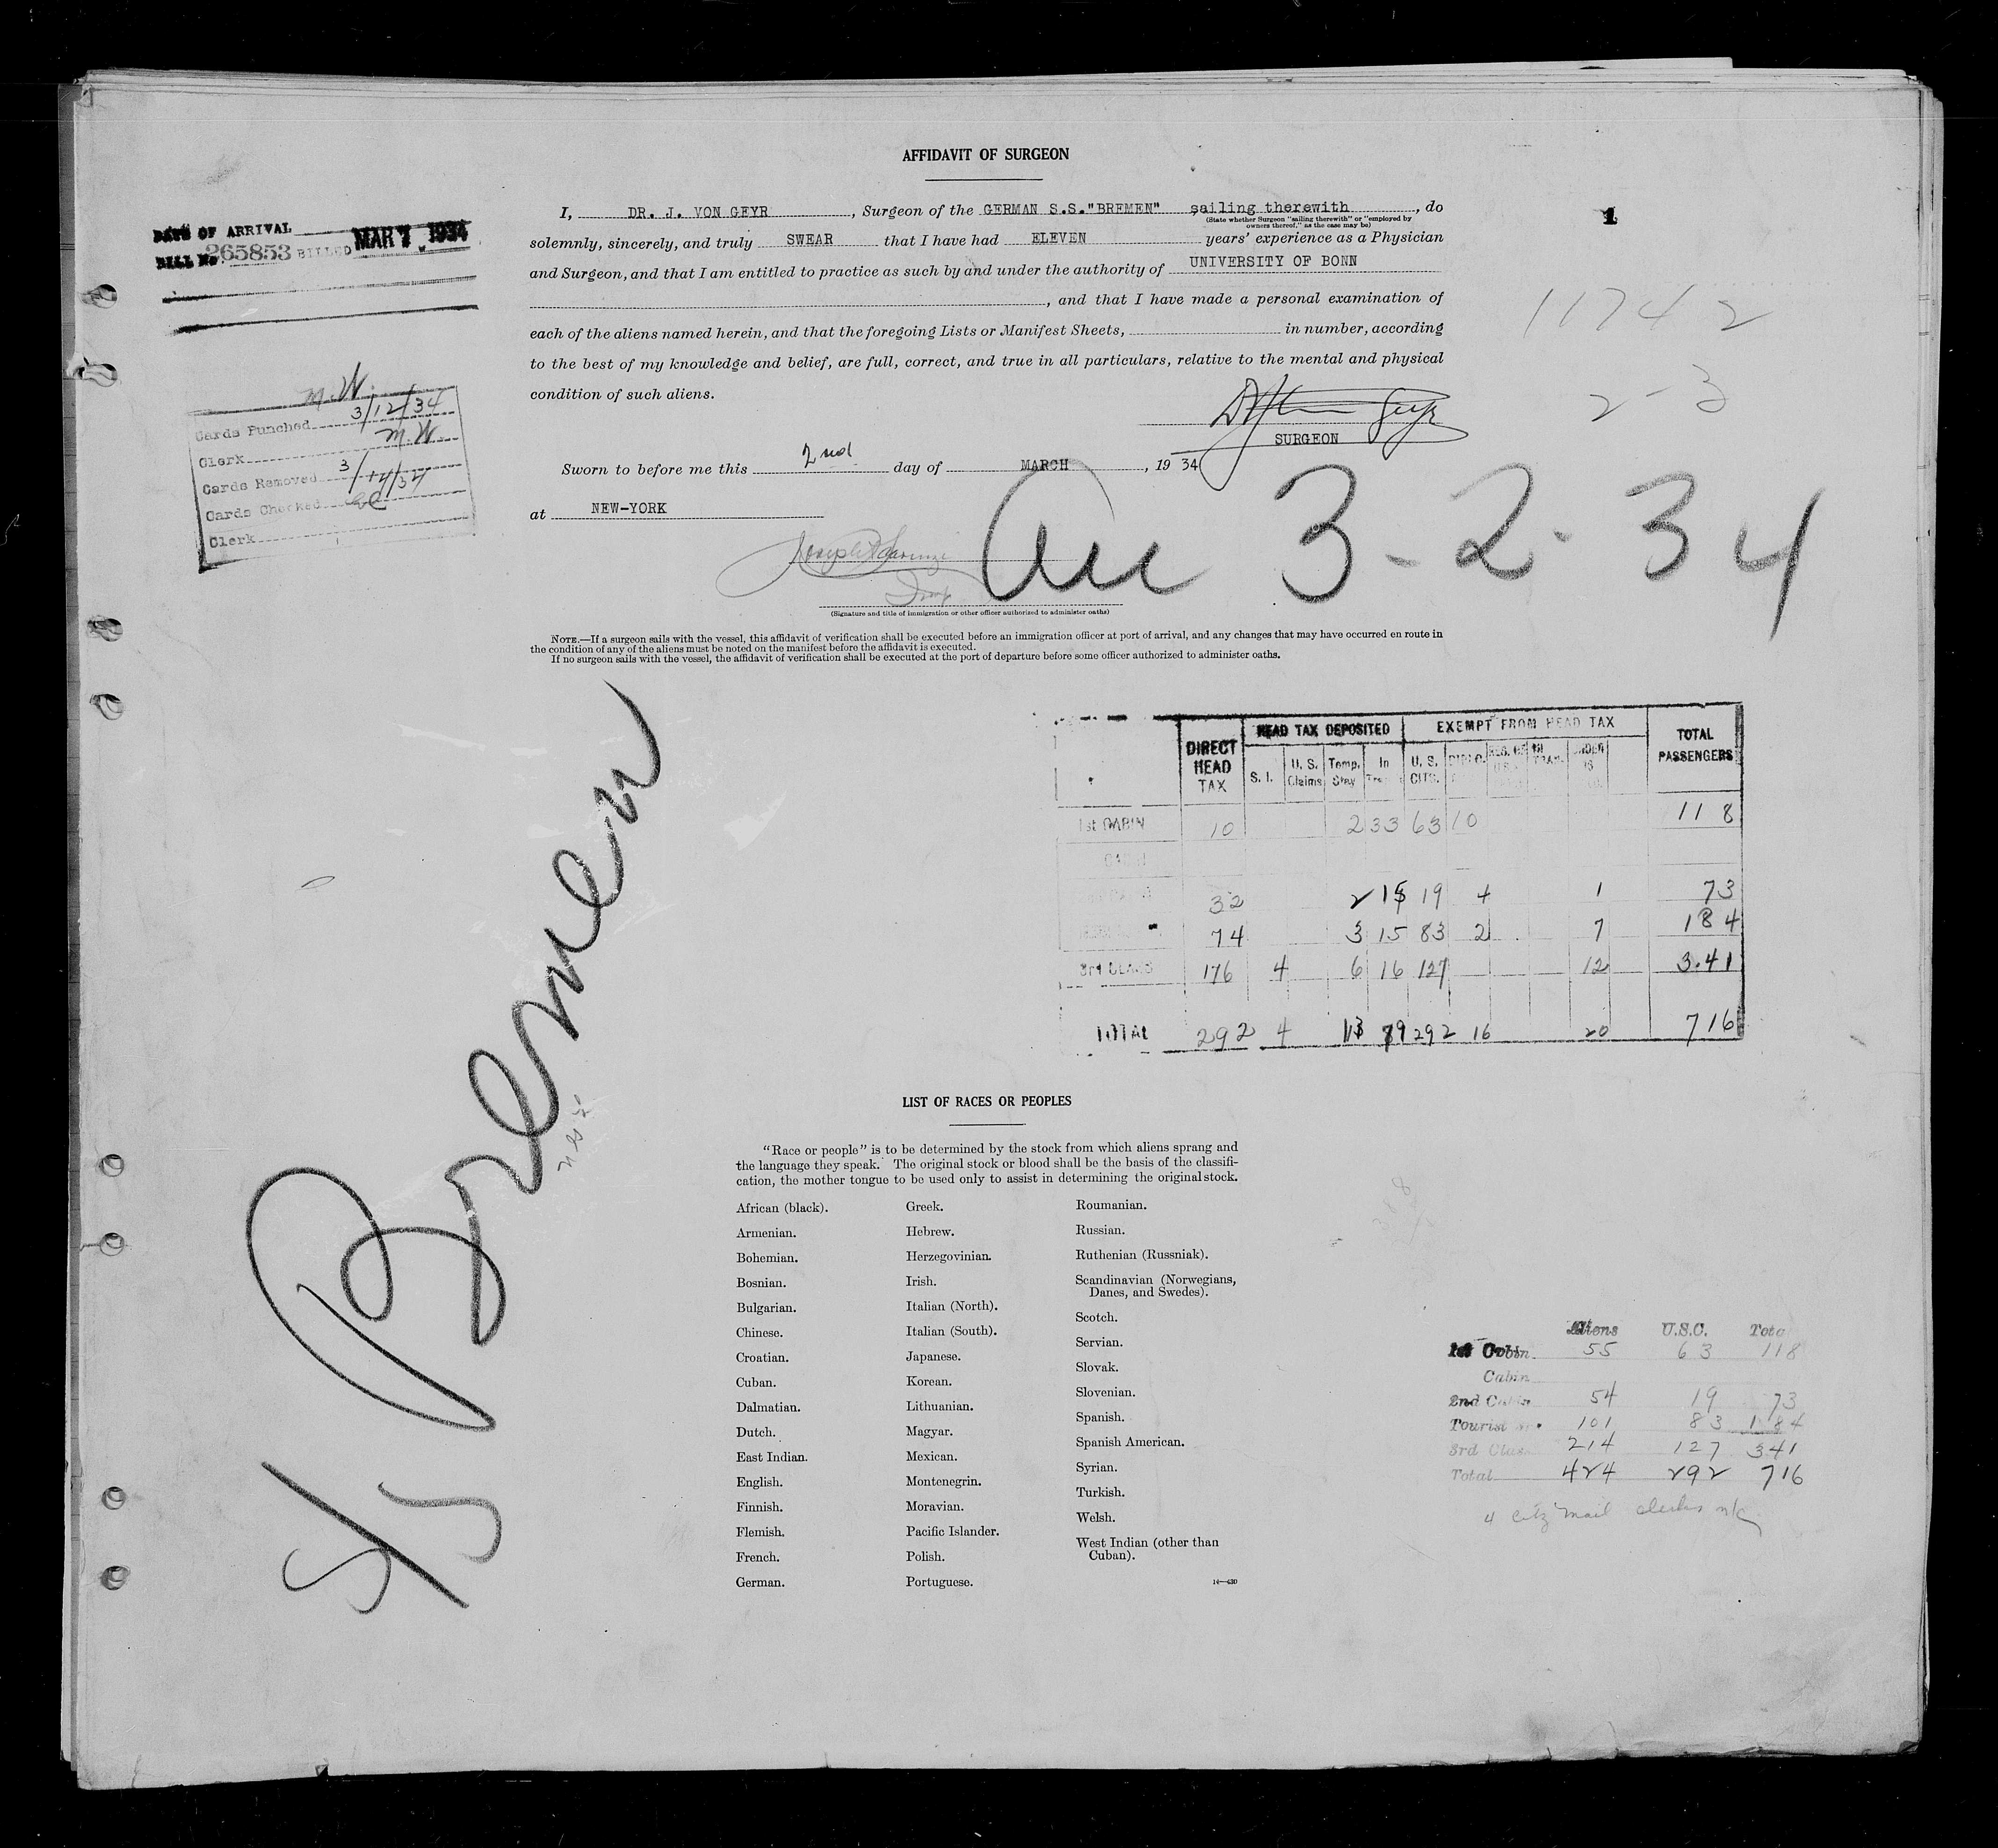 AFFIDAVIT OF SURGEON
I, DR. J. VON GEYR, Surgeon of the GERMAN S.S."BREMEN" sailing therewith, do
(State whether Surgeon "sailing therewith" or "employed by
owners thereof," as the case may be)
solemnly, sincerely, and truly SWEAR that I have had ELEVEN years' experience as a Physician
and Surgeon, and that I am entitled to practice as such by and under the authority of UNIVERSITY OF BONN
, and that I have made a personal examination of
each of the aliens named herein, and that the foregoing Lists or Manifest Sheets, in number, according
to the best of my knowledge and belief, are full, correct, and true in all particulars, relative to the mental and physical
condition of such aliens.
SURGEON
Sworn to before me this 2nd day of MARCH, 1934
at NEW-YORK
(Signature and title of immigration or other officer authorized to administer oaths)
NOTE.—If a surgeon sails with the vessel, this affidavit of verification shall be executed before an immigration officer at port of arrival, and any changes that may have occurred en route in
the condition of any of the aliens must be noted on the manifest before the affidavit is executed.
If no surgeon sails with the vessel, the affidavit of verification shall be executed at the port of departure before some officer authorized to administer oaths.
DATE OF ARRIVAL
BILL No. 265853 BILLED MAR 7 1934
M.W.
Cards Punched 3/12/34
Clerk M.W.
Cards Removed 3/14/34
Cards Checked
Clerk
1
11742
2-3
Arr 3-2-34
S/S Bremen
DIRECT HEAD TAX HEAD TAX DEPOSITED EXEMPT FROM HEAD TAX TOTAL PASSENGERS
S. I. U. S. Claims Temp. Stay In U. S. CITS.
1st CABIN 10 2 33 63 10 118
32 2 15 19 4 1 73
74 3 15 83 2 7 184
3rd CLASS 176 4 6 16 127 12 341
TOTAL 292 4 13 79 292 16 20 716
LIST OF RACES OR PEOPLES
"Race or people" is to be determined by the stock from which aliens sprang and
the language they speak. The original stock or blood shall be the basis of the classifi-
cation, the mother tongue to be used only to assist in determining the original stock.
African (black).
Armenian.
Bohemian.
Bosnian.
Bulgarian.
Chinese.
Croatian.
Cuban.
Dalmatian.
Dutch.
East Indian.
English.
Finnish.
Flemish.
French.
German.
Greek.
Hebrew.
Herzegovinian.
Irish.
Italian (North).
Italian (South).
Japanese.
Korean.
Lithuanian.
Magyar.
Mexican.
Montenegrin.
Moravian.
Pacific Islander.
Polish.
Portuguese.
Roumanian.
Russian.
Ruthenian (Russniak).
Scandinavian (Norwegians,
Danes, and Swedes).
Scotch.
Servian.
Slovak.
Slovenian.
Spanish.
Spanish American.
Syrian.
Turkish.
Welsh.
West Indian (other than
Cuban).
14—430
Aliens U.S.C. Total
1st Cabin 55 63 118
Cabin
2nd Cabin 54 19 73
Tourist 101 83 184
3rd Class 214 127 341
Total 424 292 716
4 citz mail clerks